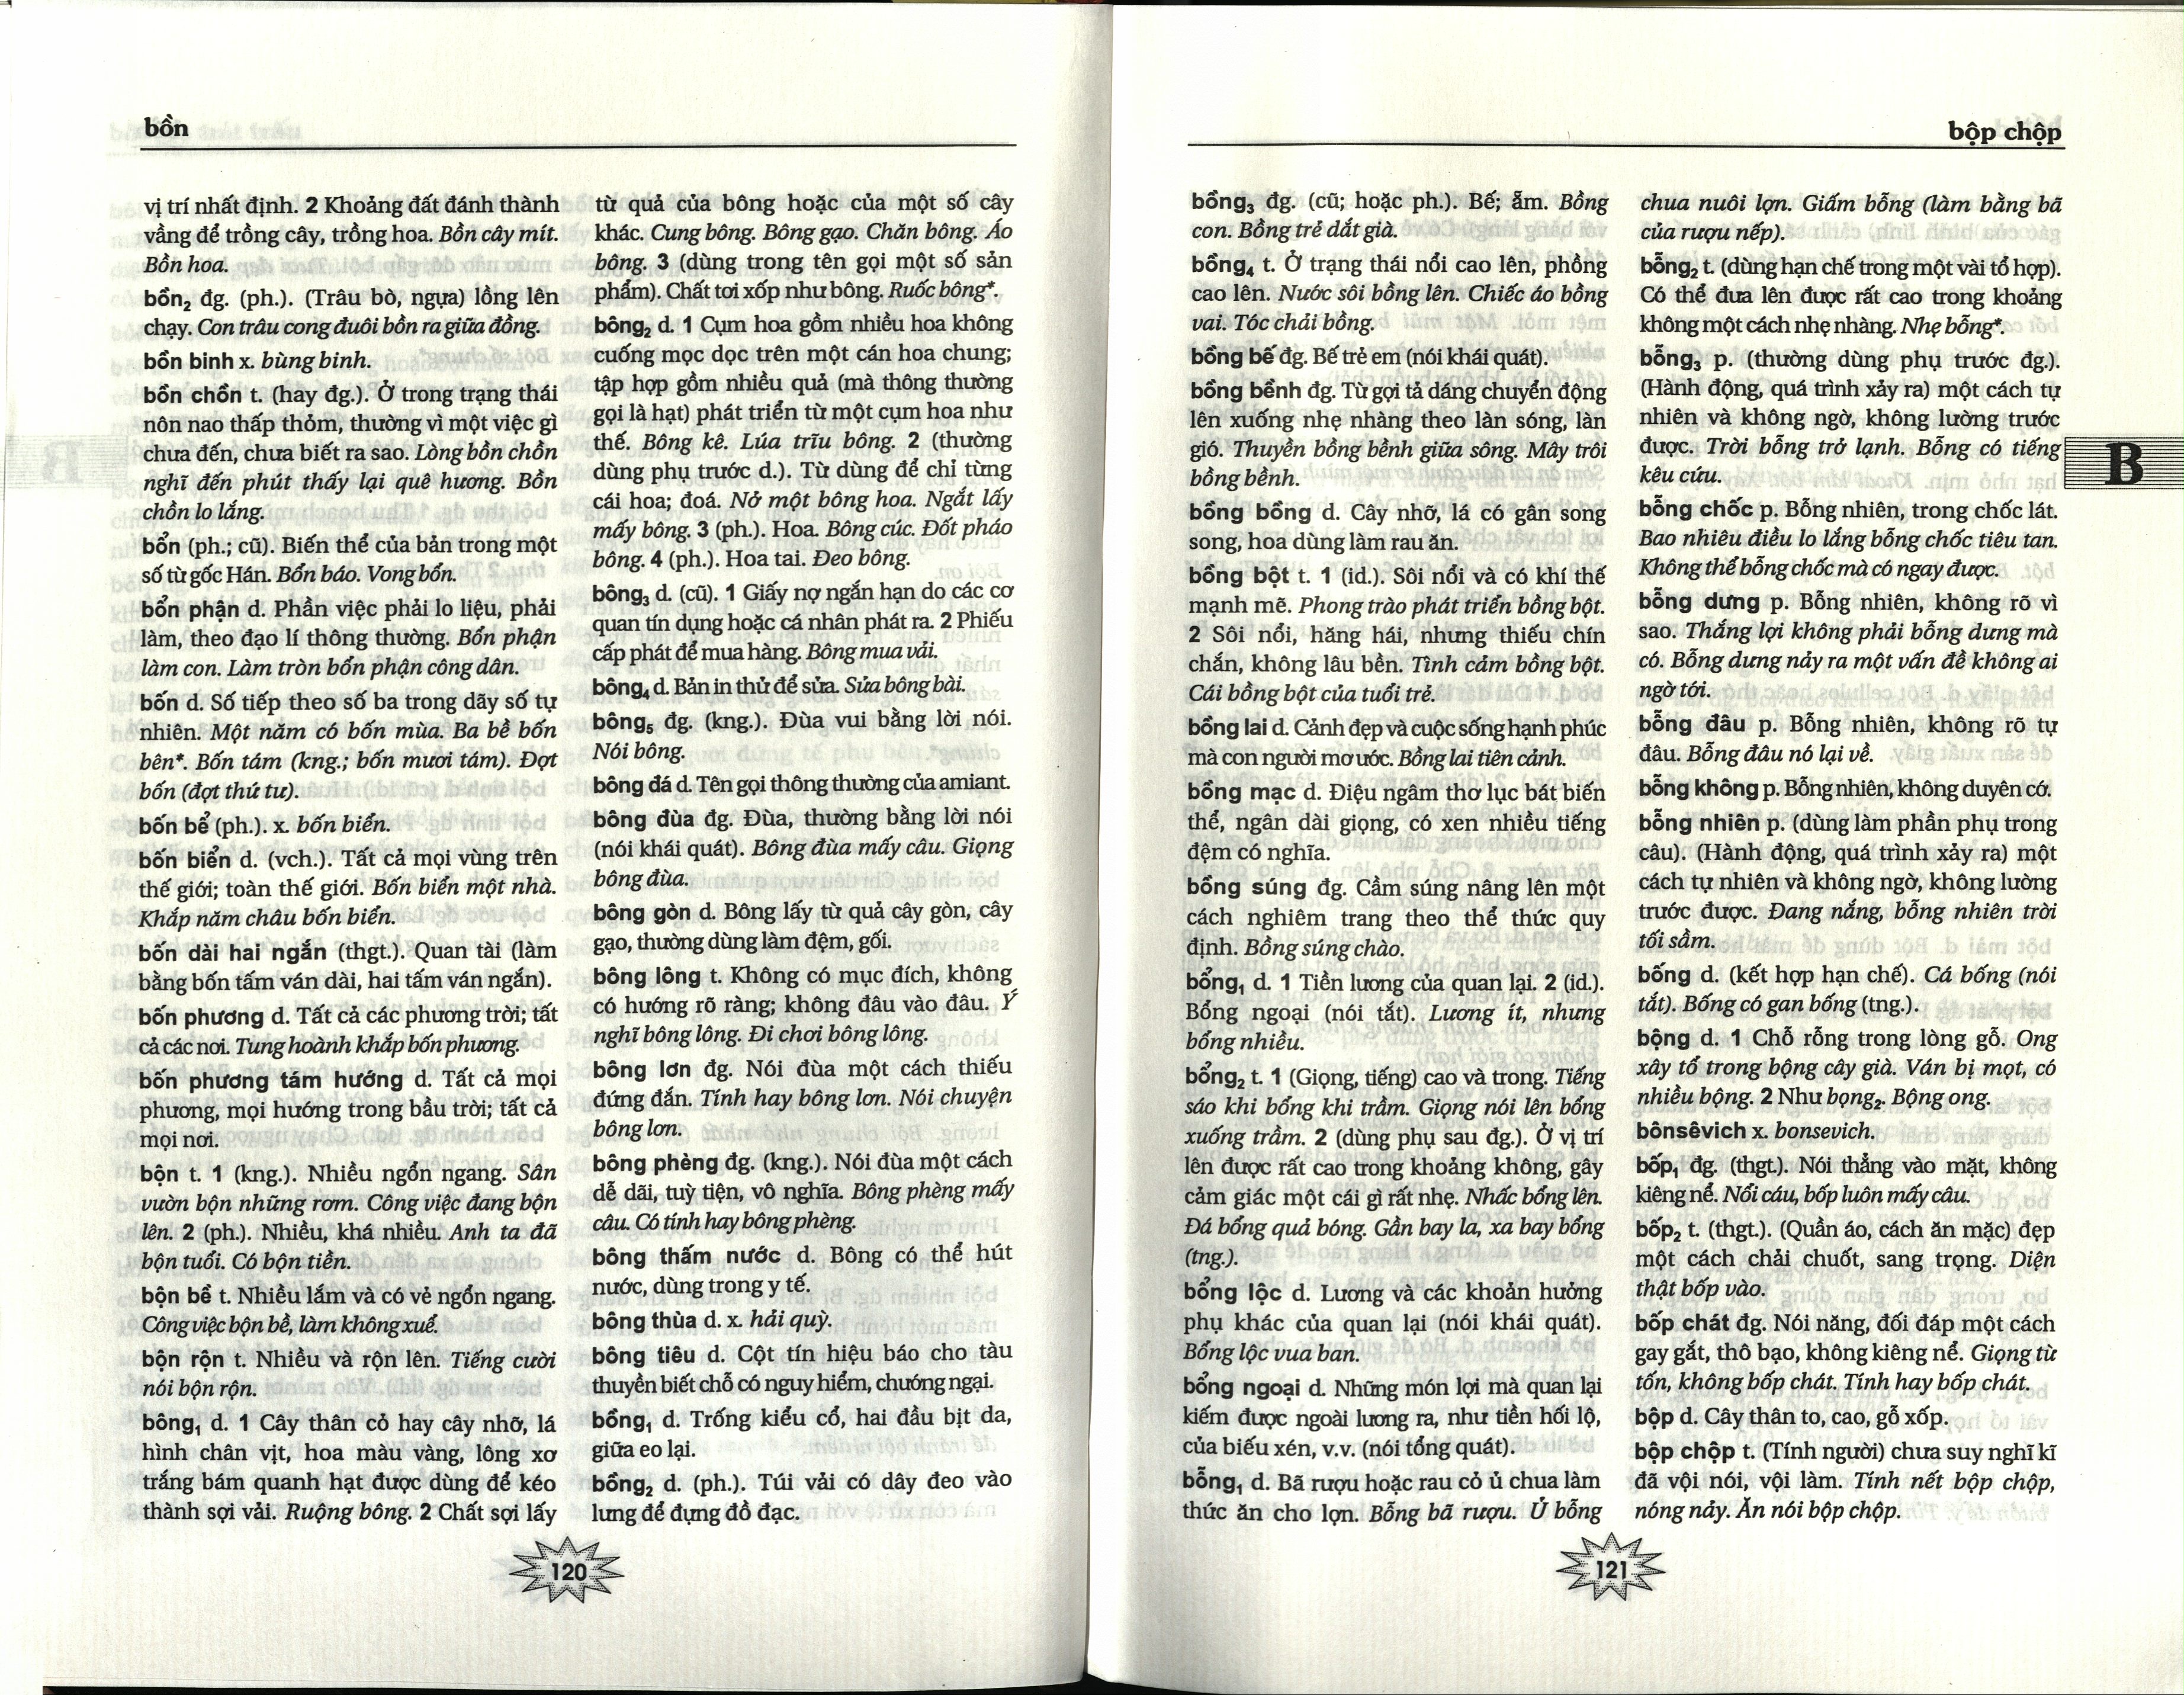 bồn
vị trí nhất định. 2 Khoảng đất đánh thành
vầng để trồng cây, trồng hoa. Bồn cây mít.
Bồn hoa.
bồn₂ đg. (ph.). (Trâu bò, ngựa) lồng lên
chạy. Con trâu cong đuôi bồn ra giữa đồng.
bồn binh x. bùng binh.
bồn chồn t. (hay đg.). Ở trong trạng thái
nôn nao thấp thỏm, thường vì một việc gì
chưa đến, chưa biết ra sao. Lòng bồn chồn
nghĩ đến phút thấy lại quê hương. Bồn
chồn lo lắng.
bổn (ph.; cũ). Biến thể của bản trong một
số từ gốc Hán. Bổn báo. Vong bổn.
bổn phận d. Phần việc phải lo liệu, phải
làm, theo đạo lí thông thường. Bổn phận
làm con. Làm tròn bổn phận công dân.
bốn d. Số tiếp theo số ba trong dãy số tự
nhiên. Một năm có bốn mùa. Ba bề bốn
bên*. Bốn tám (kng.; bốn mươi tám). Đợt
bốn (đợt thứ tư).
bốn bể (ph.). x. bốn biển.
bốn biển d. (vch.). Tất cả mọi vùng trên
thế giới; toàn thế giới. Bốn biển một nhà.
Khắp năm châu bốn biển.
bốn dài hai ngắn (thgt.). Quan tài (làm
bằng bốn tấm ván dài, hai tấm ván ngắn).
bốn phương d. Tất cả các phương trời; tất
cả các nơi. Tung hoành khắp bốn phương.
bốn phương tám hướng d. Tất cả mọi
phương, mọi hướng trong bầu trời; tất cả
mọi nơi.
bộn t. 1 (kng.). Nhiều ngổn ngang. Sân
vườn bộn những rơm. Công việc đang bộn
lên. 2 (ph.). Nhiều, khá nhiều. Anh ta đã
bộn tuổi. Có bộn tiền.
bộn bề t. Nhiều lắm và có vẻ ngổn ngang.
Công việc bộn bề, làm không xuể.
bộn rộn t. Nhiều và rộn lên. Tiếng cười
nói bộn rộn.
bông₁ d. 1 Cây thân cỏ hay cây nhỡ, lá
hình chân vịt, hoa màu vàng, lông xơ
trắng bám quanh hạt được dùng để kéo
thành sợi vải. Ruộng bông. 2 Chất sợi lấy
từ quả của bông hoặc của một số cây
khác. Cung bông. Bông gạo. Chăn bông. Áo
bông. 3 (dùng trong tên gọi một số sản
phẩm). Chất tơi xốp như bông. Ruốc bông*.
bông₂ d. 1 Cụm hoa gồm nhiều hoa không
cuống mọc dọc trên một cán hoa chung;
tập hợp gồm nhiều quả (mà thông thường
gọi là hạt) phát triển từ một cụm hoa như
thế. Bông kê. Lúa trĩu bông. 2 (thường
dùng phụ trước d.). Từ dùng để chỉ từng
cái hoa; đoá. Nở một bông hoa. Ngắt lấy
mấy bông. 3 (ph.). Hoa. Bông cúc. Đốt pháo
bông. 4 (ph.). Hoa tai. Đeo bông.
bông₃ d. (cũ). 1 Giấy nợ ngắn hạn do các cơ
quan tín dụng hoặc cá nhân phát ra. 2 Phiếu
cấp phát để mua hàng. Bông mua vải.
bông₄ d. Bản in thử để sửa. Sửa bông bài.
bông₅ đg. (kng.). Đùa vui bằng lời nói.
Nói bông.
bông đá d. Tên gọi thông thường của amiant.
bông đùa đg. Đùa, thường bằng lời nói
(nói khái quát). Bông đùa mấy câu. Giọng
bông đùa.
bông gòn d. Bông lấy từ quả cây gòn, cây
gạo, thường dùng làm đệm, gối.
bông lông t. Không có mục đích, không
có hướng rõ ràng; không đâu vào đâu. Ý
nghĩ bông lông. Đi chơi bông lông.
bông lơn đg. Nói đùa một cách thiếu
đứng đắn. Tính hay bông lơn. Nói chuyện
bông lơn.
bông phèng đg. (kng.). Nói đùa một cách
dễ dãi, tuỳ tiện, vô nghĩa. Bông phèng mấy
câu. Có tính hay bông phèng.
bông thấm nước d. Bông có thể hút
nước, dùng trong y tế.
bông thùa d. x. hải quỳ.
bông tiêu d. Cột tín hiệu báo cho tàu
thuyền biết chỗ có nguy hiểm, chướng ngại.
bồng₁ d. Trống kiểu cổ, hai đầu bịt da,
giữa eo lại.
bồng₂ d. (ph.). Túi vải có dây đeo vào
lưng để đựng đồ đạc.
120
bộp chộp
bồng₃ đg. (cũ; hoặc ph.). Bế; ẵm. Bồng
con. Bồng trẻ dắt già.
bồng₄ t. Ở trạng thái nổi cao lên, phồng
cao lên. Nước sôi bồng lên. Chiếc áo bồng
vai. Tóc chải bồng.
bồng bế đg. Bế trẻ em (nói khái quát).
bồng bềnh đg. Từ gợi tả dáng chuyển động
lên xuống nhẹ nhàng theo làn sóng, làn
gió. Thuyền bồng bềnh giữa sông. Mây trôi
bồng bềnh.
bồng bồng d. Cây nhỡ, lá có gân song
song, hoa dùng làm rau ăn.
bồng bột t. 1 (id.). Sôi nổi và có khí thế
mạnh mẽ. Phong trào phát triển bồng bột.
2 Sôi nổi, hăng hái, nhưng thiếu chín
chắn, không lâu bền. Tình cảm bồng bột.
Cái bồng bột của tuổi trẻ.
bồng lai d. Cảnh đẹp và cuộc sống hạnh phúc
mà con người mơ ước. Bồng lai tiên cảnh.
bồng mạc d. Điệu ngâm thơ lục bát biến
thể, ngân dài giọng, có xen nhiều tiếng
đệm có nghĩa.
bồng súng đg. Cầm súng nâng lên một
cách nghiêm trang theo thể thức quy
định. Bồng súng chào.
bổng₁ d. 1 Tiền lương của quan lại. 2 (id.).
Bổng ngoại (nói tắt). Lương ít, nhưng
bổng nhiều.
bổng₂ t. 1 (Giọng, tiếng) cao và trong. Tiếng
sáo khi bổng khi trầm. Giọng nói lên bổng
xuống trầm. 2 (dùng phụ sau đg.). Ở vị trí
lên được rất cao trong khoảng không, gây
cảm giác một cái gì rất nhẹ. Nhấc bổng lên.
Đá bổng quả bóng. Gần bay la, xa bay bổng
(tng.).
bổng lộc d. Lương và các khoản hưởng
phụ khác của quan lại (nói khái quát).
Bổng lộc vua ban.
bổng ngoại d. Những món lợi mà quan lại
kiếm được ngoài lương ra, như tiền hối lộ,
của biếu xén, v.v. (nói tổng quát).
bỗng₁ d. Bã rượu hoặc rau cỏ ủ chua làm
thức ăn cho lợn. Bỗng bã rượu. Ủ bỗng
chua nuôi lợn. Giấm bỗng (làm bằng bã
của rượu nếp).
bỗng₂ t. (dùng hạn chế trong một vài tổ hợp).
Có thể đưa lên được rất cao trong khoảng
không một cách nhẹ nhàng. Nhẹ bỗng*.
bỗng₃ p. (thường dùng phụ trước đg.).
(Hành động, quá trình xảy ra) một cách tự
nhiên và không ngờ, không lường trước
được. Trời bỗng trở lạnh. Bỗng có tiếng
kêu cứu.
B
bỗng chốc p. Bỗng nhiên, trong chốc lát.
Bao nhiêu điều lo lắng bỗng chốc tiêu tan.
Không thể bỗng chốc mà có ngay được.
bỗng dưng p. Bỗng nhiên, không rõ vì
sao. Thắng lợi không phải bỗng dưng mà
có. Bỗng dưng nảy ra một vấn đề không ai
ngờ tới.
bỗng đâu p. Bỗng nhiên, không rõ tự
đâu. Bỗng đâu nó lại về.
bỗng không p. Bỗng nhiên, không duyên cớ.
bỗng nhiên p. (dùng làm phần phụ trong
câu). (Hành động, quá trình xảy ra) một
cách tự nhiên và không ngờ, không lường
trước được. Đang nắng, bỗng nhiên trời
tối sầm.
bống d. (kết hợp hạn chế). Cá bống (nói
tắt). Bống có gan bống (tng.).
bộng d. 1 Chỗ rỗng trong lòng gỗ. Ong
xây tổ trong bộng cây già. Ván bị mọt, có
nhiều bộng. 2 Như bọng₂. Bộng ong.
bônsêvich x. bonsevich.
bốp₁ đg. (thgt.). Nói thẳng vào mặt, không
kiêng nể. Nổi cáu, bốp luôn mấy câu.
bốp₂ t. (thgt.). (Quần áo, cách ăn mặc) đẹp
một cách chải chuốt, sang trọng. Diện
thật bốp vào.
bốp chát đg. Nói năng, đối đáp một cách
gay gắt, thô bạo, không kiêng nể. Giọng từ
tốn, không bốp chát. Tính hay bốp chát.
bộp d. Cây thân to, cao, gỗ xốp.
bộp chộp t. (Tính người) chưa suy nghĩ kĩ
đã vội nói, vội làm. Tính nết bộp chộp,
nóng nảy. Ăn nói bộp chộp.
121